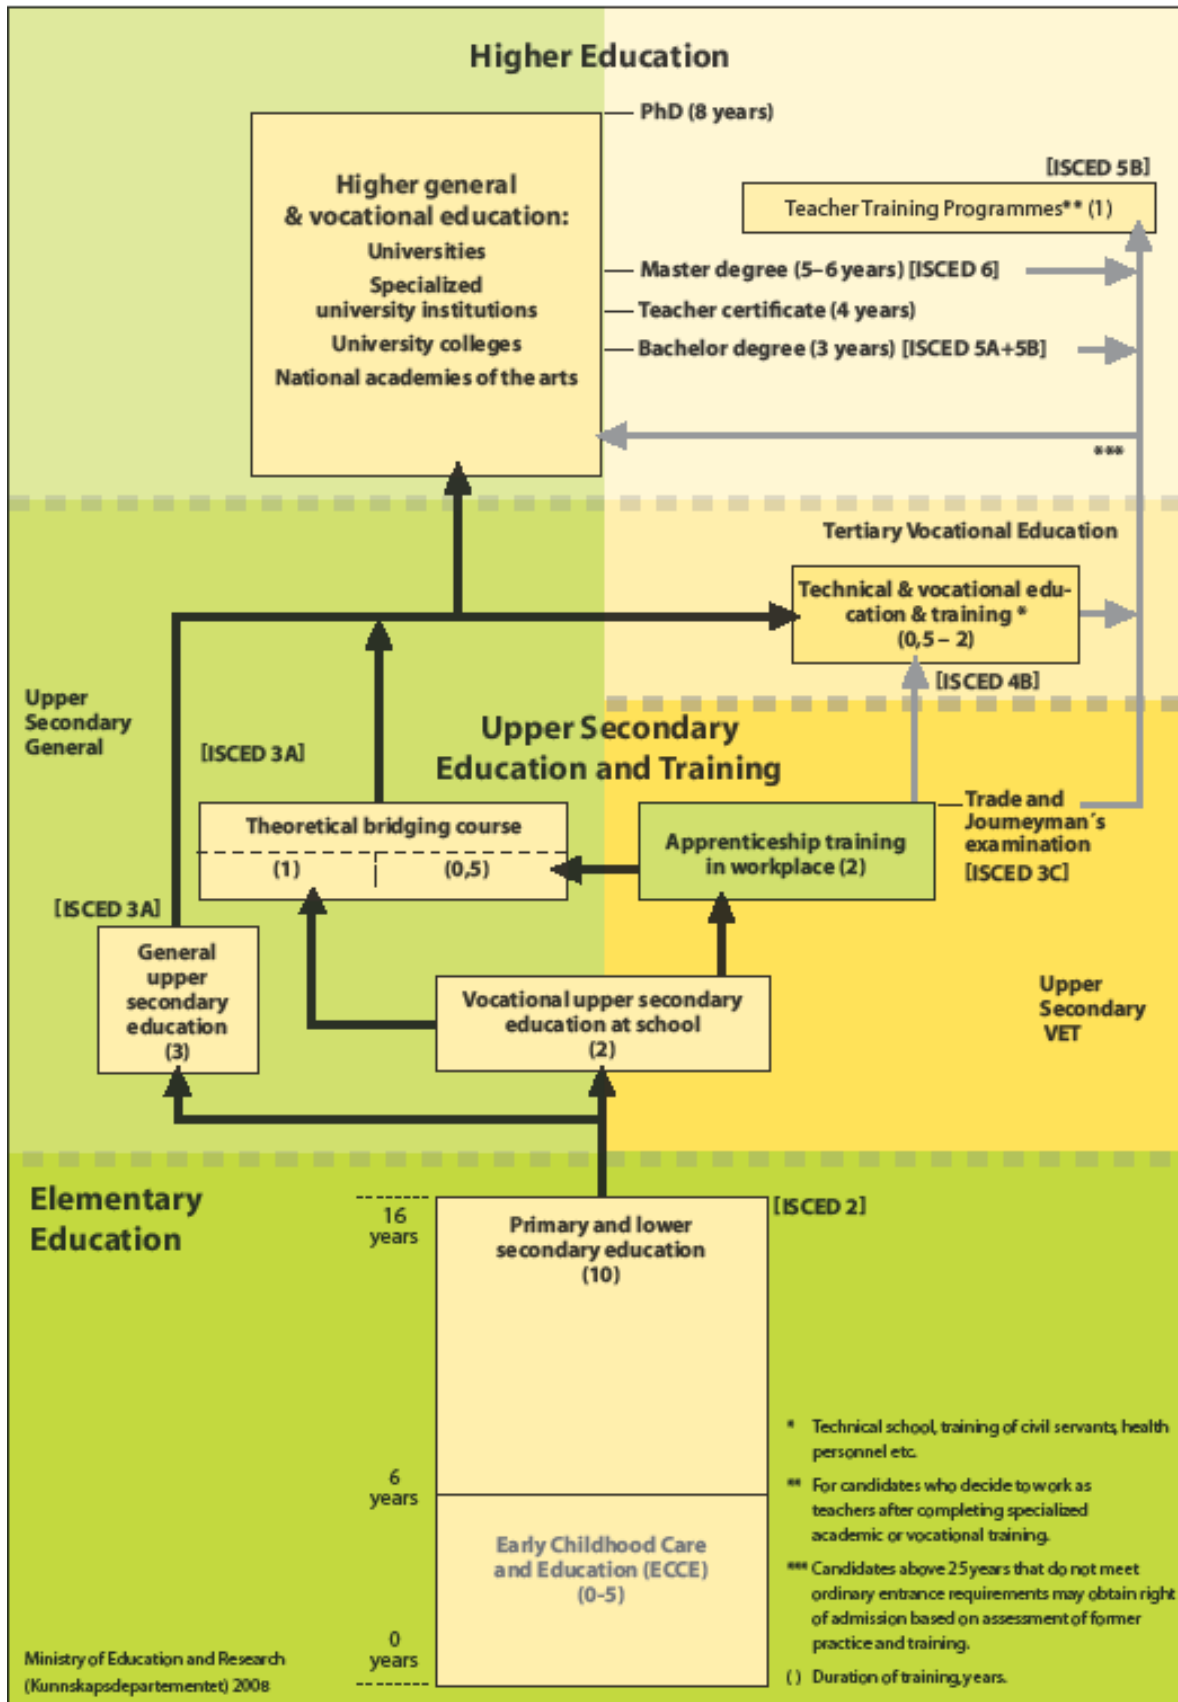 Higher Education
PhD (8 years)
Higher general
& vocational education:
Universities
Specialized
university institutions
University colleges
National academies of the arts
[ISCED 5B]
Teacher Training Programmes** (1)
Master degree (5–6 years) [ISCED 6]
Teacher certificate (4 years)
Bachelor degree (3 years) [ISCED 5A+5B]
***
Tertiary Vocational Education
Technical & vocational edu-
cation & training *
(0,5 – 2)
[ISCED 4B]
Upper
Secondary
General
[ISCED 3A]
Upper Secondary
Education and Training
Theoretical bridging course
(1)
(0,5)
Apprenticeship training
in workplace (2)
Trade and
Journeyman´s
examination
[ISCED 3C]
[ISCED 3A]
General
upper
secondary
education
(3)
Vocational upper secondary
education at school
(2)
Upper
Secondary
VET
Elementary
Education
16
years
Primary and lower
secondary education
(10)
[ISCED 2]
6
years
Early Childhood Care
and Education (ECCE)
(0-5)
0
years
* Technical school, training of civil servants, health
personnel etc.
** For candidates who decide to work as
teachers after completing specialized
academic or vocational training.
*** Candidates above 25 years that do not meet
ordinary entrance requirements may obtain right
of admission based on assessment of former
practice and training.
( ) Duration of training, years.
Ministry of Education and Research
(Kunnskapsdepartementet) 2008